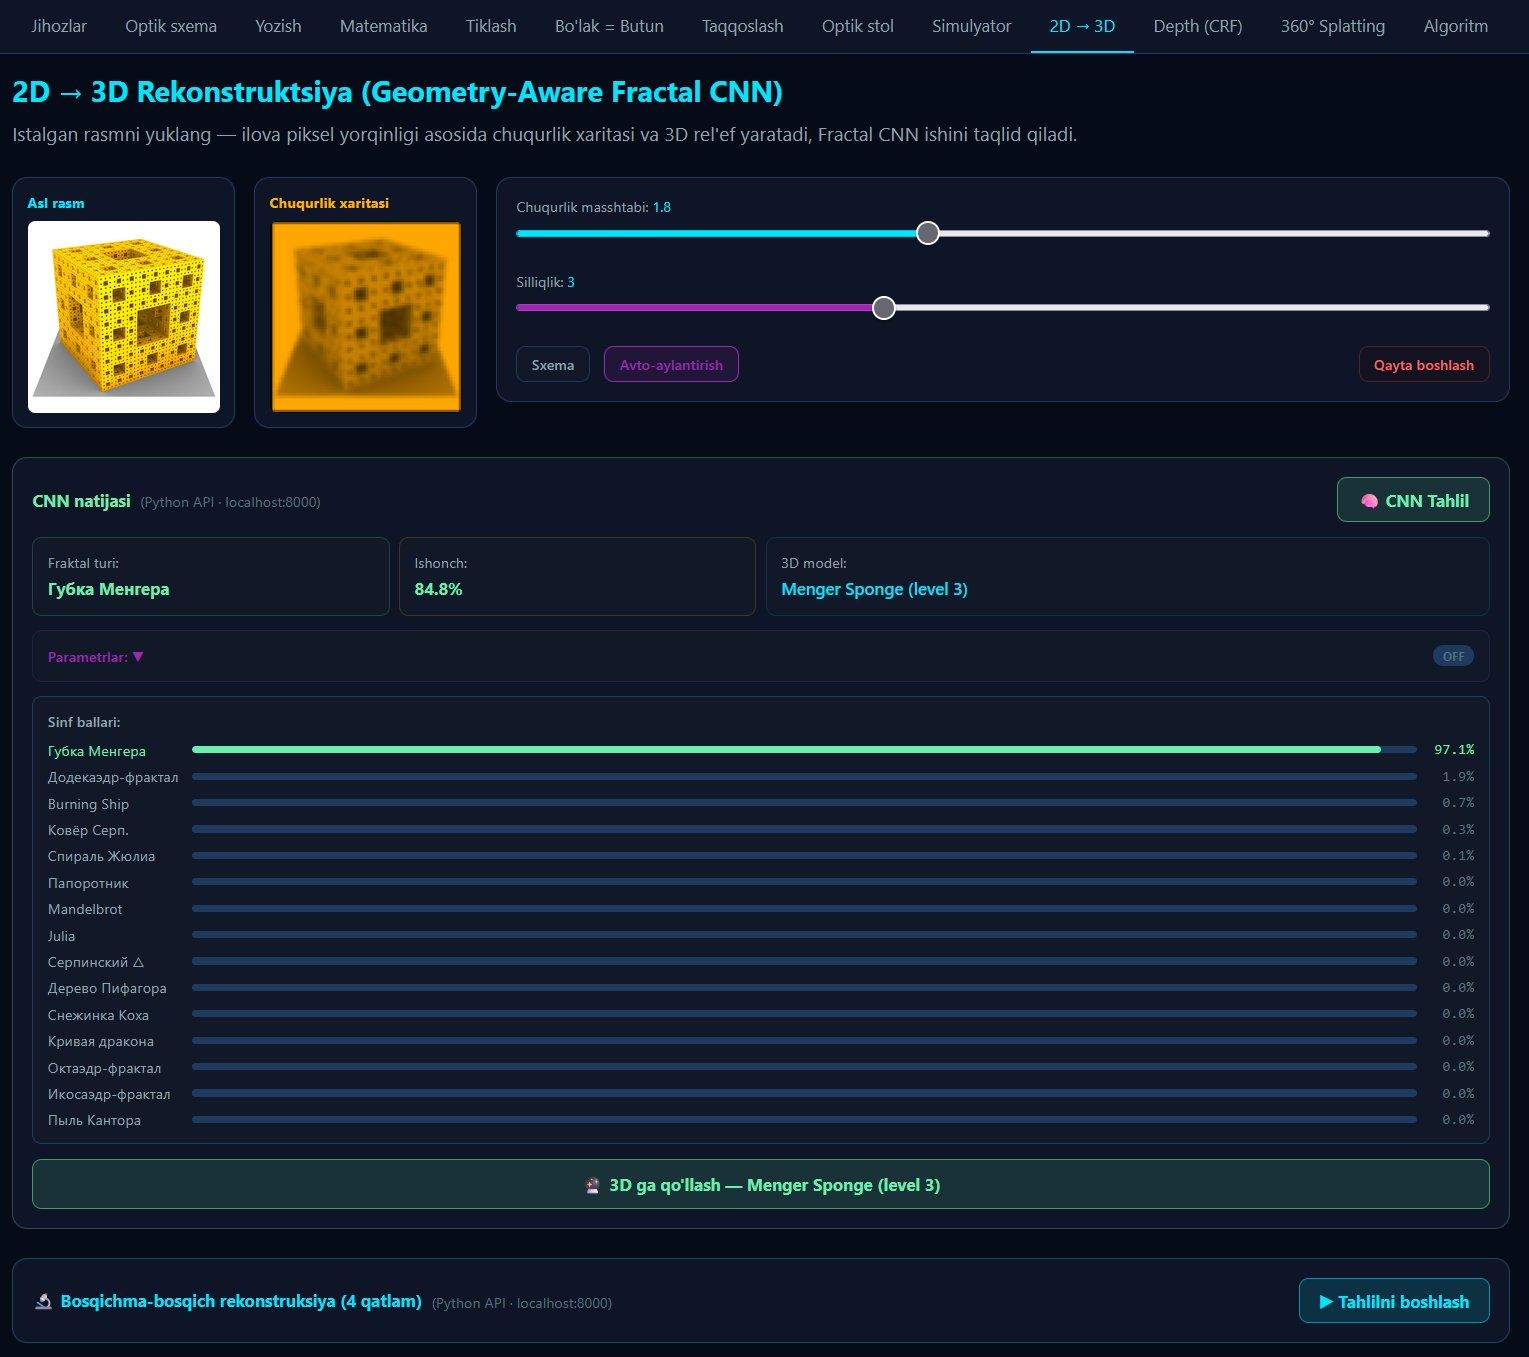 Jihozlar Optik sxema Yozish Matematika Tiklash Bo'lak = Butun Taqqoslash Optik stol Simulyator 2D → 3D Depth (CRF) 360° Splatting Algoritm
2D → 3D Rekonstruktsiya (Geometry-Aware Fractal CNN)
Istalgan rasmni yuklang — ilova piksel yorqinligi asosida chuqurlik xaritasi va 3D rel'ef yaratadi, Fractal CNN ishini taqlid qiladi.
Asl rasm
Chuqurlik xaritasi
Chuqurlik masshtabi: 1.8
Silliqlik: 3
Sxema Avto-aylantirish Qayta boshlash
CNN natijasi (Python API · localhost:8000)
🧠 CNN Tahlil
Fraktal turi:
Губка Менгера
Ishonch:
84.8%
3D model:
Menger Sponge (level 3)
Parametrlar: ▼ OFF
Sinf ballari:
Губка Менгера 97.1%
Додекаэдр-фрактал 1.9%
Burning Ship 0.7%
Ковёр Серп. 0.3%
Спираль Жюлиа 0.1%
Папоротник 0.0%
Mandelbrot 0.0%
Julia 0.0%
Серпинский △ 0.0%
Дерево Пифагора 0.0%
Снежинка Коха 0.0%
Кривая дракона 0.0%
Октаэдр-фрактал 0.0%
Икосаэдр-фрактал 0.0%
Пыль Кантора 0.0%
🔮 3D ga qo'llash — Menger Sponge (level 3)
🔬 Bosqichma-bosqich rekonstruksiya (4 qatlam) (Python API · localhost:8000)
▶ Tahlilni boshlash